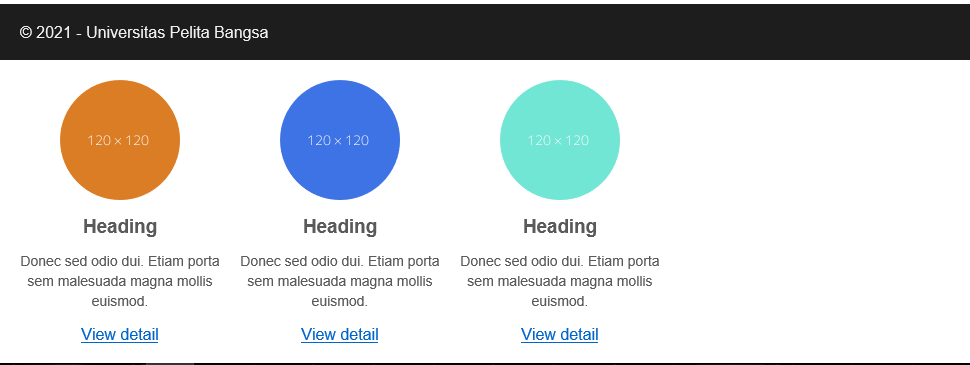 © 2021 - Universitas Pelita Bangsa
120 × 120
120 × 120
120 × 120
Heading
Donec sed odio dui. Etiam porta
sem malesuada magna mollis
euismod.
View detail
Heading
Donec sed odio dui. Etiam porta
sem malesuada magna mollis
euismod.
View detail
Heading
Donec sed odio dui. Etiam porta
sem malesuada magna mollis
euismod.
View detail